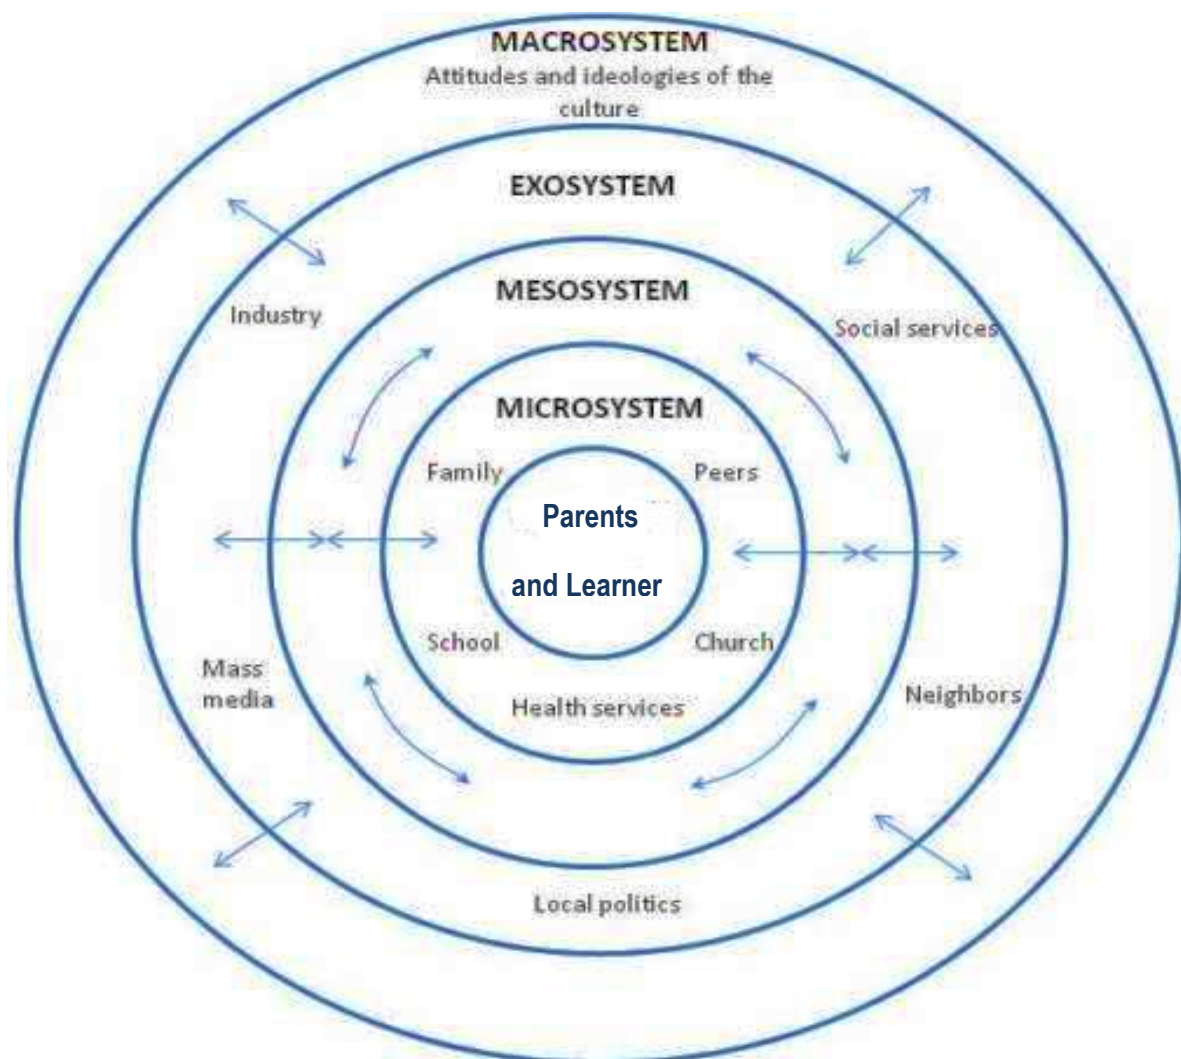 MACROSYSTEM
Attitudes and ideologies of the
culture
EXOSYSTEM
MESOSYSTEM
Industry
Social services
MICROSYSTEM
Family
Peers
Parents
and Learner
School
Church
Mass
media
Neighbors
Health services
Local politics